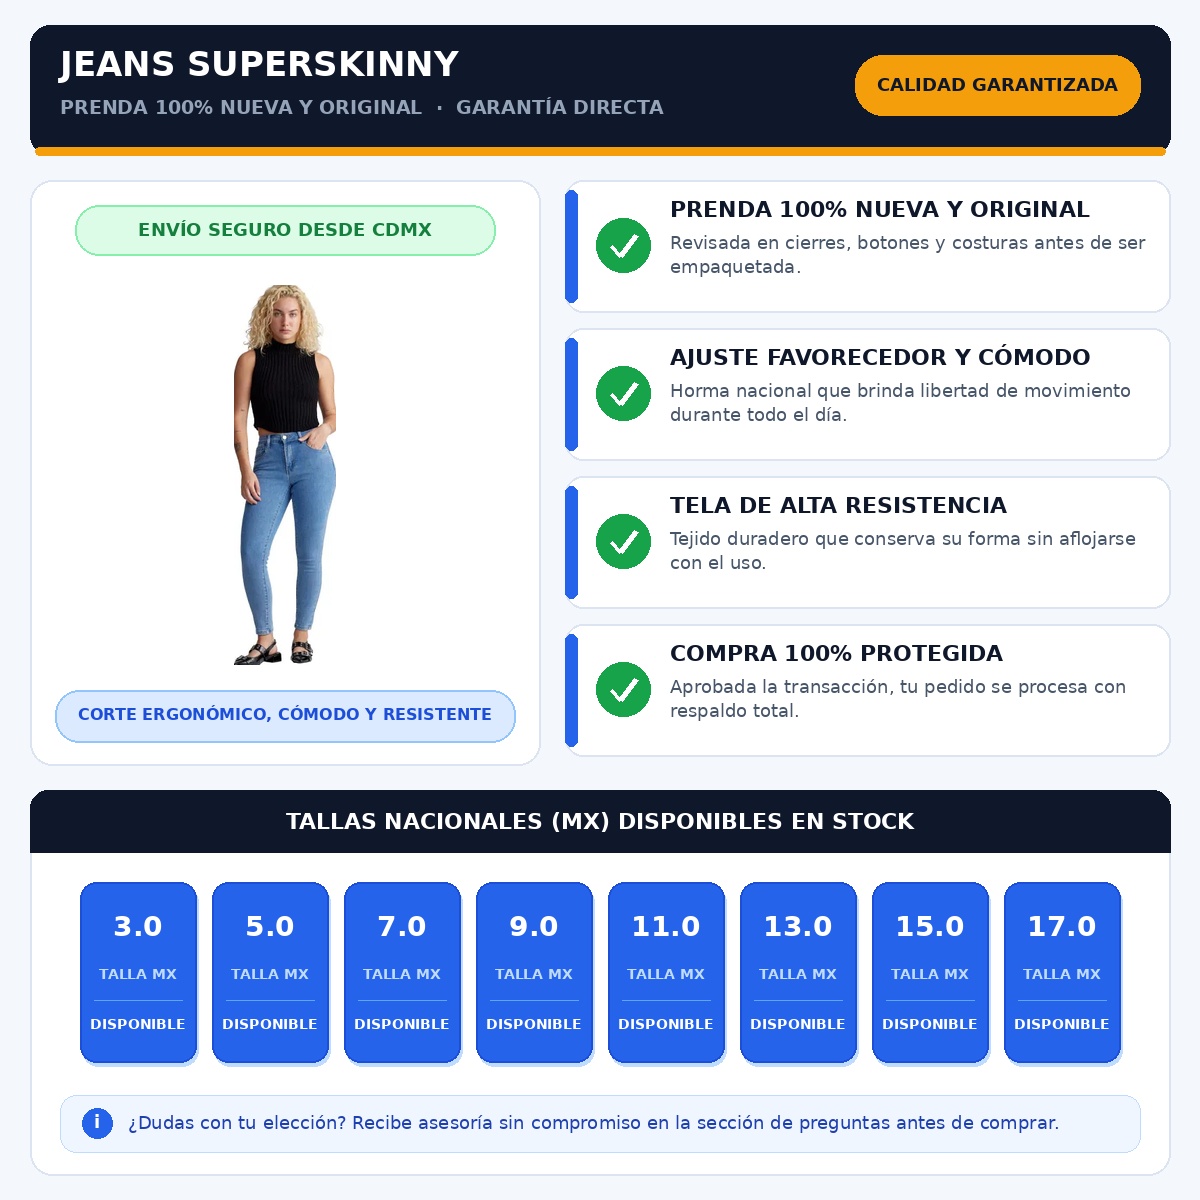 JEANS SUPERSKINNY
PRENDA 100% NUEVA Y ORIGINAL · GARANTÍA DIRECTA
CALIDAD GARANTIZADA
ENVÍO SEGURO DESDE CDMX
CORTE ERGONÓMICO, CÓMODO Y RESISTENTE
PRENDA 100% NUEVA Y ORIGINAL
Revisada en cierres, botones y costuras antes de ser
empaquetada.
AJUSTE FAVORECEDOR Y CÓMODO
Horma nacional que brinda libertad de movimiento
durante todo el día.
TELA DE ALTA RESISTENCIA
Tejido duradero que conserva su forma sin aflojarse
con el uso.
COMPRA 100% PROTEGIDA
Aprobada la transacción, tu pedido se procesa con
respaldo total.
TALLAS NACIONALES (MX) DISPONIBLES EN STOCK
3.0 5.0 7.0 9.0 11.0 13.0 15.0 17.0
TALLA MX TALLA MX TALLA MX TALLA MX TALLA MX TALLA MX TALLA MX TALLA MX
DISPONIBLE DISPONIBLE DISPONIBLE DISPONIBLE DISPONIBLE DISPONIBLE DISPONIBLE DISPONIBLE
i ¿Dudas con tu elección? Recibe asesoría sin compromiso en la sección de preguntas antes de comprar.